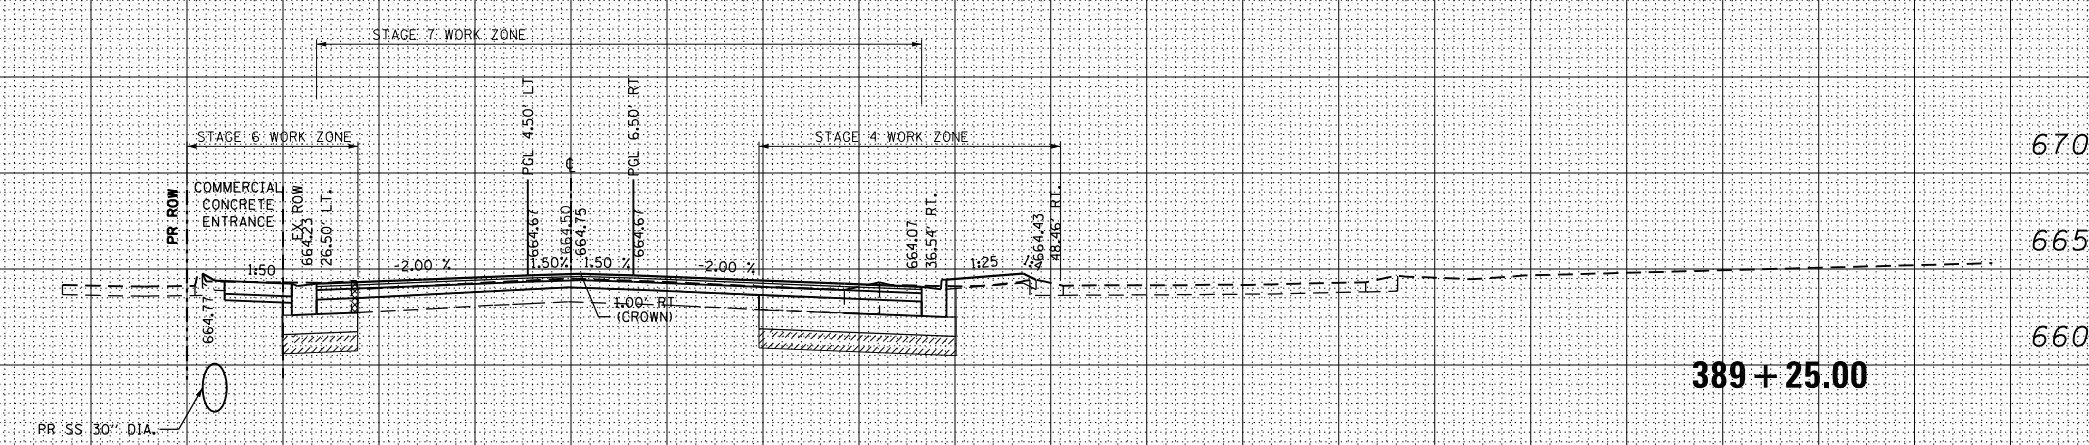 STAGE 7 WORK ZONE
STAGE 6 WORK ZONE
STAGE 4 WORK ZONE
PR ROW
COMMERCIAL
CONCRETE
ENTRANCE
EX ROW
664.23
26.50' LT.
PGL 4.50' LT
664.67
℄
664.50
664.75
PGL 6.50' RT
664.67
664.07
36.54' RT.
664.43
48.46' RT.
670
665
660
1:50
-2.00 %
1.50%
1.50 %
-2.00 %
1:25
664.77
1.00' RT
(CROWN)
PR SS 30" DIA.
389+25.00